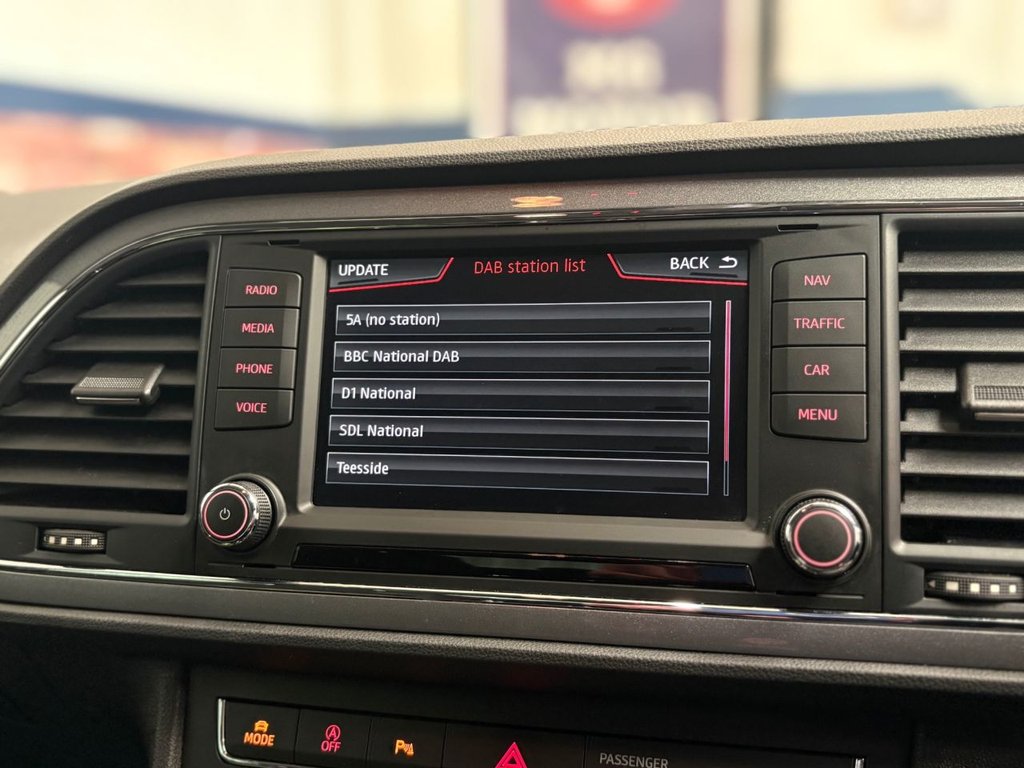 UPDATE
DAB station list
BACK
RADIO
MEDIA
PHONE
VOICE
5A (no station)
BBC National DAB
D1 National
SDL National
Teesside
NAV
TRAFFIC
CAR
MENU
MODE
A
OFF
P
PASSENGER